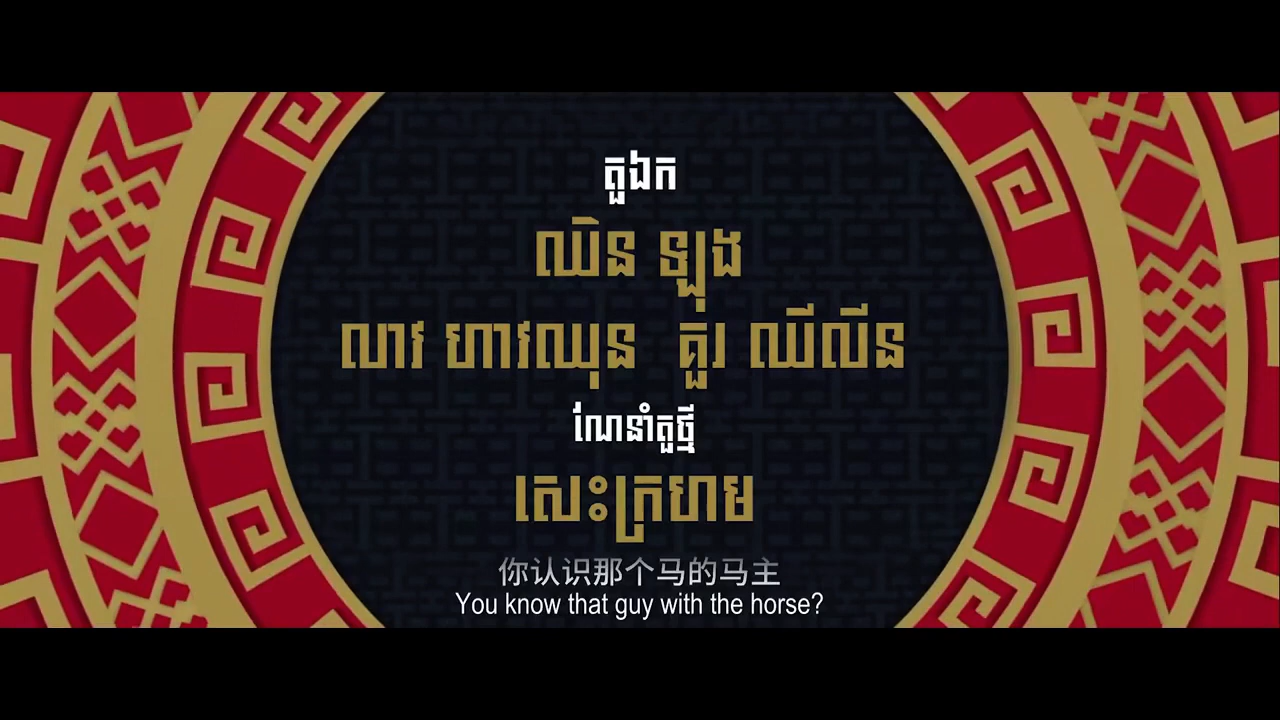 តួឯក
ឈិន ឡុង
លាវ ហាវឈុន គួរ ឈីលីន
ណែនាំតួថ្មី
សេះក្រហម
你认识那个马的马主
You know that guy with the horse?